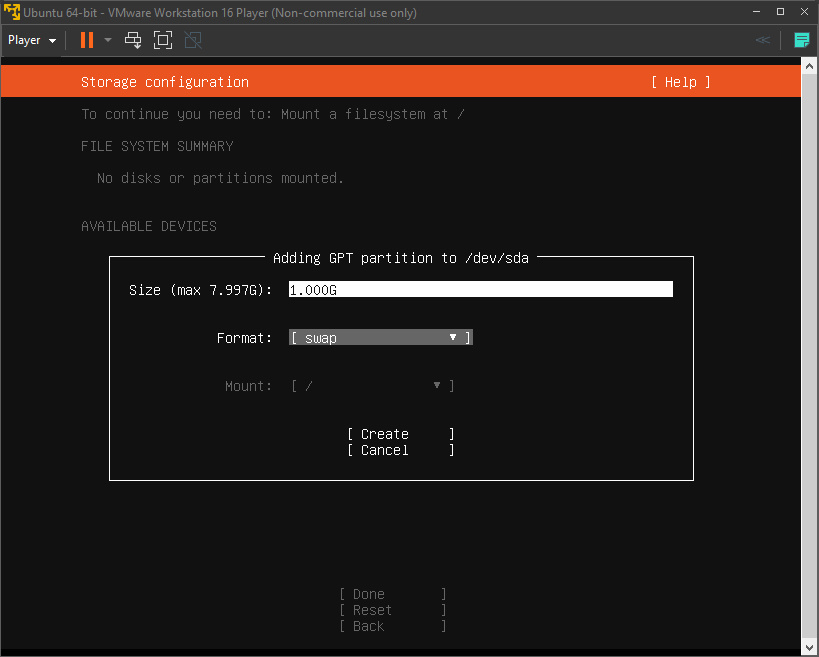 Ubuntu 64-bit - VMware Workstation 16 Player (Non-commercial use only)
Player
Storage configuration [ Help ]
To continue you need to: Mount a filesystem at /
FILE SYSTEM SUMMARY
No disks or partitions mounted.
AVAILABLE DEVICES
Adding GPT partition to /dev/sda
Size (max 7.997G): 1.000G
Format: [ swap ▼ ]
Mount: [ / ▼ ]
[ Create ]
[ Cancel ]
[ Done ]
[ Reset ]
[ Back ]